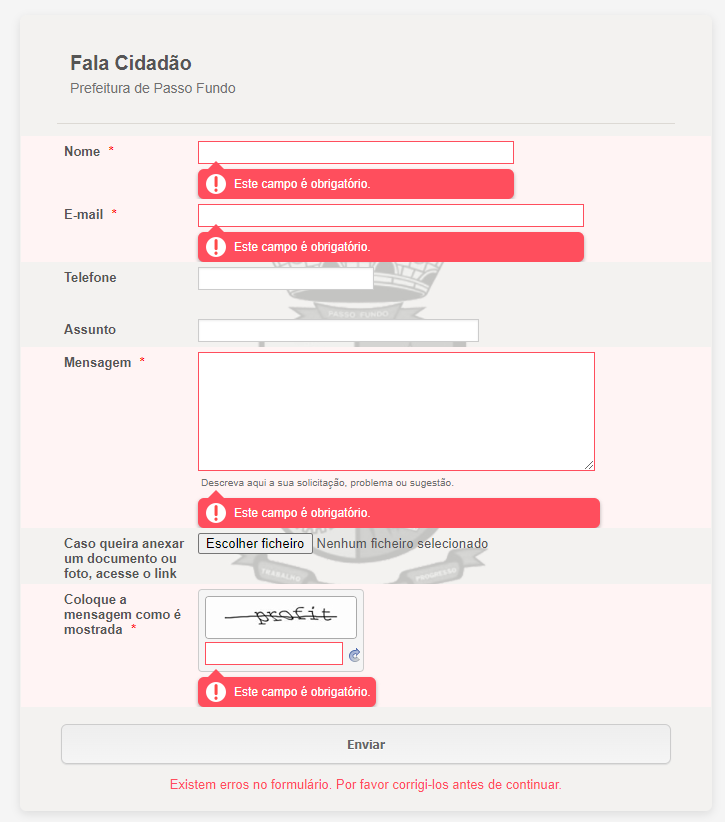 Fala Cidadão
Prefeitura de Passo Fundo
Nome *
Este campo é obrigatório.
E-mail *
Este campo é obrigatório.
Telefone
PASSO FUNDO
Assunto
Mensagem *
Descreva aqui a sua solicitação, problema ou sugestão.
Este campo é obrigatório.
Caso queira anexar
um documento ou
foto, acesse o link
Escolher ficheiro Nenhum ficheiro selecionado
TRABALHO PROGRESSO
Coloque a
mensagem como é
mostrada *
profit
Este campo é obrigatório.
Enviar
Existem erros no formulário. Por favor corrigi-los antes de continuar.